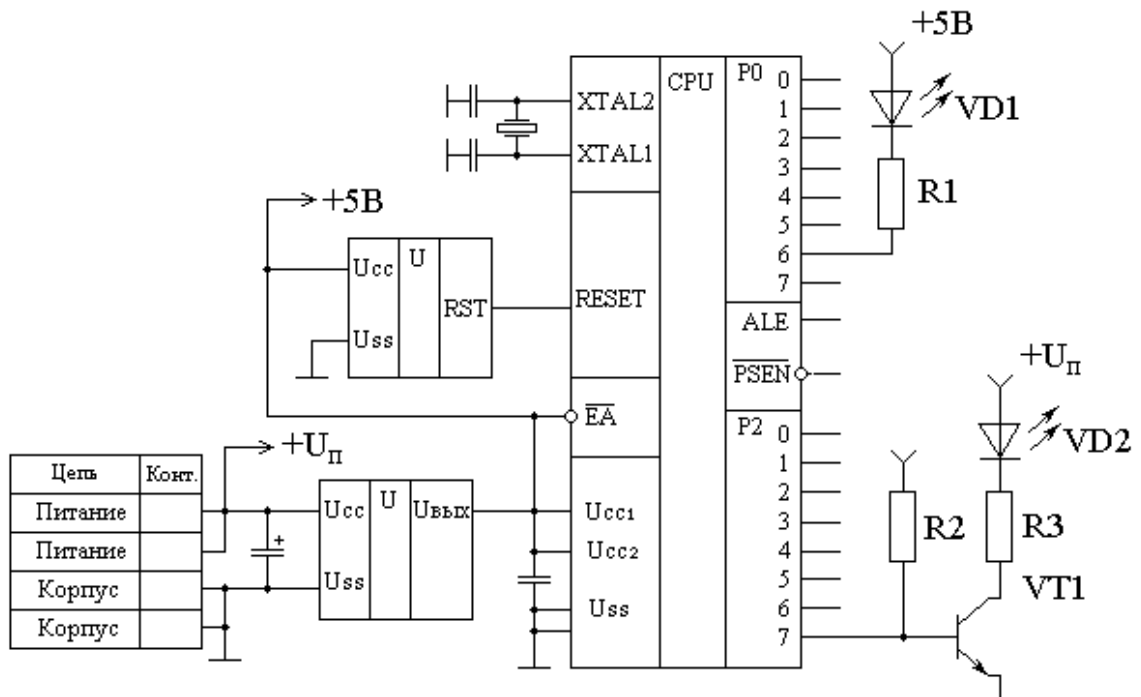 +5В
VD1
R1
XTAL2
XTAL1
CPU
P0
0
1
2
3
4
5
6
7
+5В
Ucc
U
RST
Uss
RESET
ALE
PSEN
EA
P2
0
1
2
3
4
5
6
7
+Uп
Цепь Конт.
Питание
Питание
Корпус
Корпус
Ucc
U
Uвых
Uss
Ucc1
Ucc2
Uss
+Uп
VD2
R2
R3
VT1
+